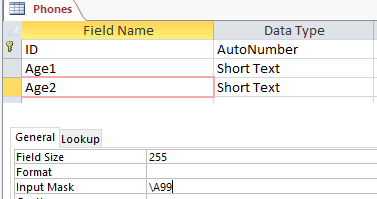 Phones
Field Name Data Type
ID AutoNumber
Age1 Short Text
Age2 Short Text
General Lookup
Field Size 255
Format
Input Mask \A99